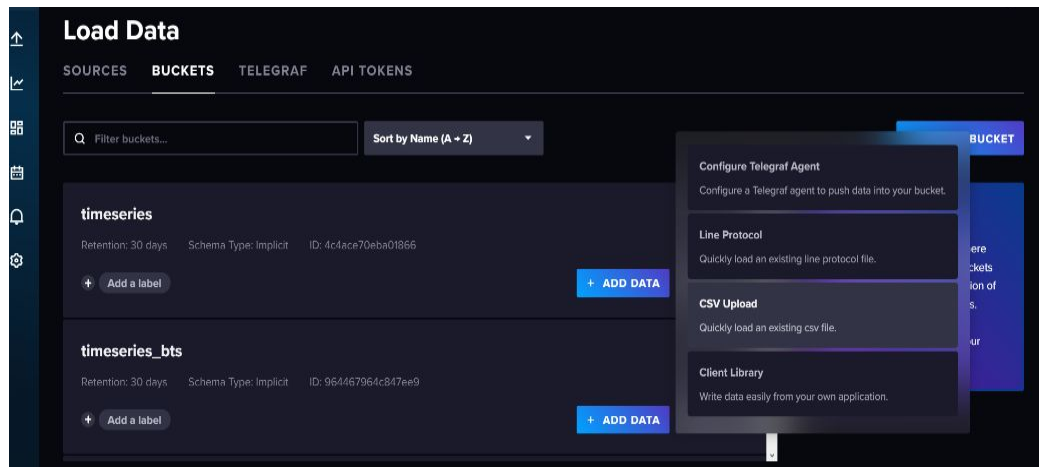 Load Data
SOURCES BUCKETS TELEGRAF API TOKENS
Filter buckets...
Sort by Name (A → Z)
BUCKET
Configure Telegraf Agent
Configure a Telegraf agent to push data into your bucket.
Line Protocol
Quickly load an existing line protocol file.
CSV Upload
Quickly load an existing csv file.
Client Library
Write data easily from your own application.
timeseries
Retention: 30 days Schema Type: Implicit ID: 4c4ace70eba01866
+ Add a label
+ ADD DATA
timeseries_bts
Retention: 30 days Schema Type: Implicit ID: 964467964c847ee9
+ Add a label
+ ADD DATA